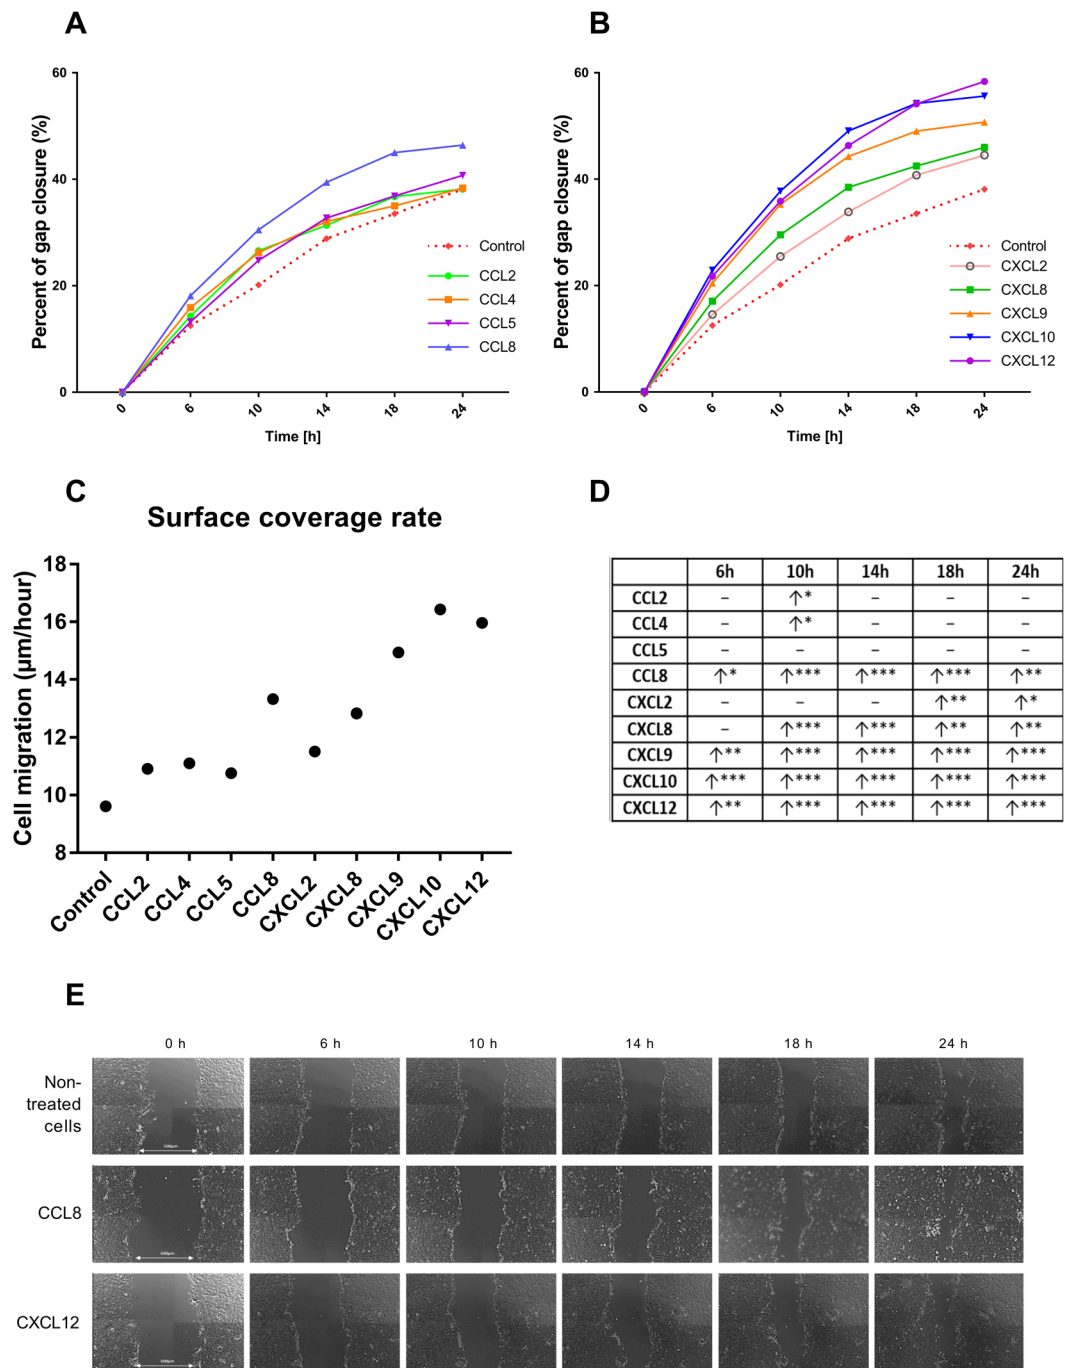 A
Percent of gap closure (%)
60
40
20
0
0 6 10 14 18 24
Time [h]
Control
CCL2
CCL4
CCL5
CCL8
B
Percent of gap closure (%)
60
40
20
0
0 6 10 14 18 24
Time [h]
Control
CXCL2
CXCL8
CXCL9
CXCL10
CXCL12
C
Surface coverage rate
Cell migration (µm/hour)
18
16
14
12
10
8
Control CCL2 CCL4 CCL5 CCL8 CXCL2 CXCL8 CXCL9 CXCL10 CXCL12
D
6h 10h 14h 18h 24h
CCL2 – ↑* – – –
CCL4 – ↑* – – –
CCL5 – – – – –
CCL8 ↑* ↑*** ↑*** ↑*** ↑**
CXCL2 – – – ↑** ↑*
CXCL8 – ↑*** ↑*** ↑** ↑**
CXCL9 ↑** ↑*** ↑*** ↑*** ↑***
CXCL10 ↑*** ↑*** ↑*** ↑*** ↑***
CXCL12 ↑** ↑*** ↑*** ↑*** ↑***
E
0 h 6 h 10 h 14 h 18 h 24 h
Non-
treated
cells
500µm
CCL8
500µm
CXCL12
500µm